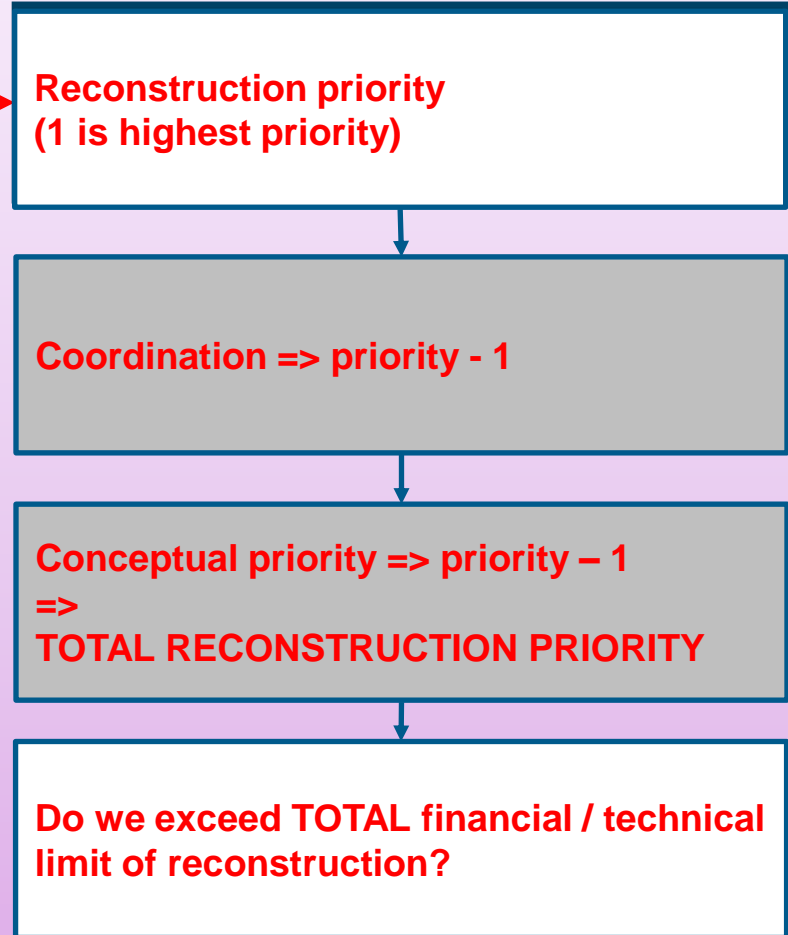 Reconstruction priority
(1 is highest priority)
Coordination => priority - 1
Conceptual priority => priority – 1
=>
TOTAL RECONSTRUCTION PRIORITY
Do we exceed TOTAL financial / technical
limit of reconstruction?